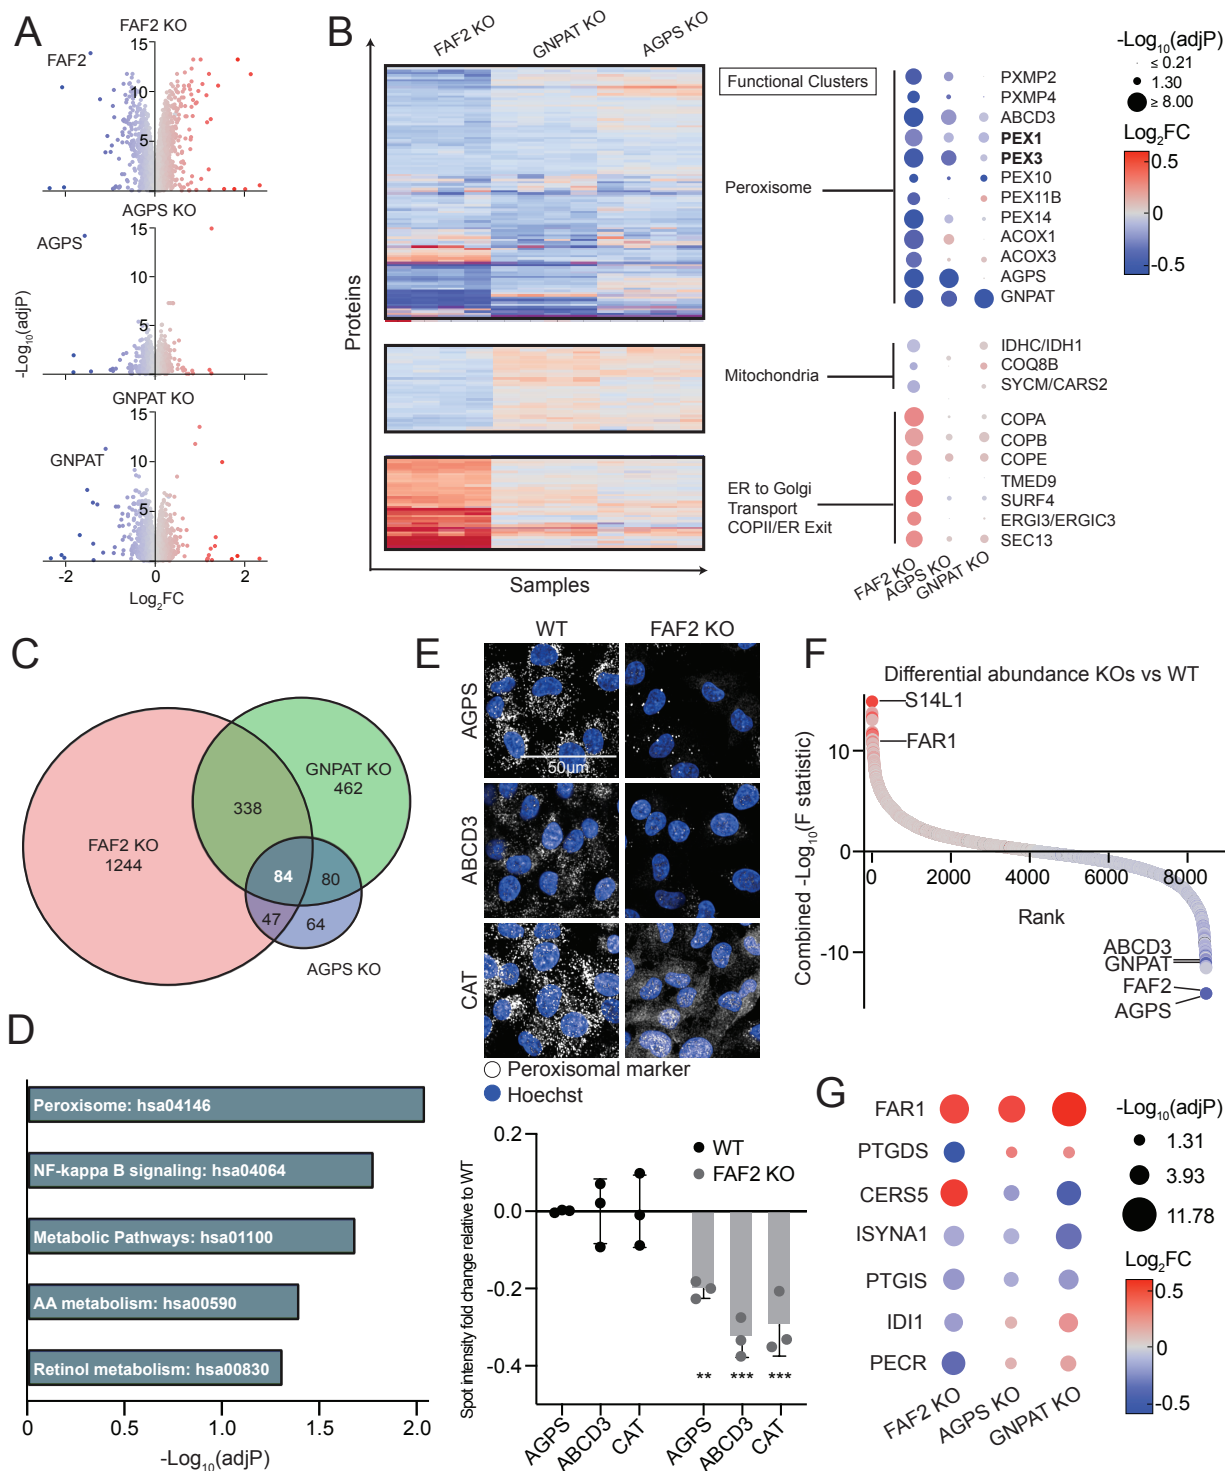 A
FAF2 KO
15
FAF2
10
5
AGPS KO
15
AGPS
10
5
-Log10(adjP)
GNPAT KO
15
GNPAT
10
5
-2
0
2
Log2FC
B
FAF2 KO
GNPAT KO
AGPS KO
Proteins
Samples
Functional Clusters
Peroxisome
Mitochondria
ER to Golgi
Transport
COPII/ER Exit
PXMP2
PXMP4
ABCD3
PEX1
PEX3
PEX10
PEX11B
PEX14
ACOX1
ACOX3
AGPS
GNPAT
IDHC/IDH1
COQ8B
SYCM/CARS2
COPA
COPB
COPE
TMED9
SURF4
ERGI3/ERGIC3
SEC13
FAF2 KO
AGPS KO
GNPAT KO
-Log10(adjP)
≤ 0.21
1.30
≥ 8.00
Log2FC
0.5
0
-0.5
C
FAF2 KO
1244
338
GNPAT KO
462
84
80
47
64
AGPS KO
D
Peroxisome: hsa04146
NF-kappa B signaling: hsa04064
Metabolic Pathways: hsa01100
AA metabolism: hsa00590
Retinol metabolism: hsa00830
0
0.5
1.0
1.5
2.0
-Log10(adjP)
E
WT
FAF2 KO
AGPS
50μm
ABCD3
CAT
Peroxisomal marker
Hoechst
Spot intensity fold change relative to WT
0.2
0.0
-0.2
-0.4
WT
FAF2 KO
**
***
***
AGPS
ABCD3
CAT
AGPS
ABCD3
CAT
F
Differential abundance KOs vs WT
Combined -Log10(F statistic)
10
0
-10
S14L1
FAR1
0
2000
4000
6000
8000
Rank
ABCD3
GNPAT
FAF2
AGPS
G
FAR1
PTGDS
CERS5
ISYNA1
PTGIS
IDI1
PECR
FAF2 KO
AGPS KO
GNPAT KO
-Log10(adjP)
1.31
3.93
11.78
Log2FC
0.5
0
-0.5